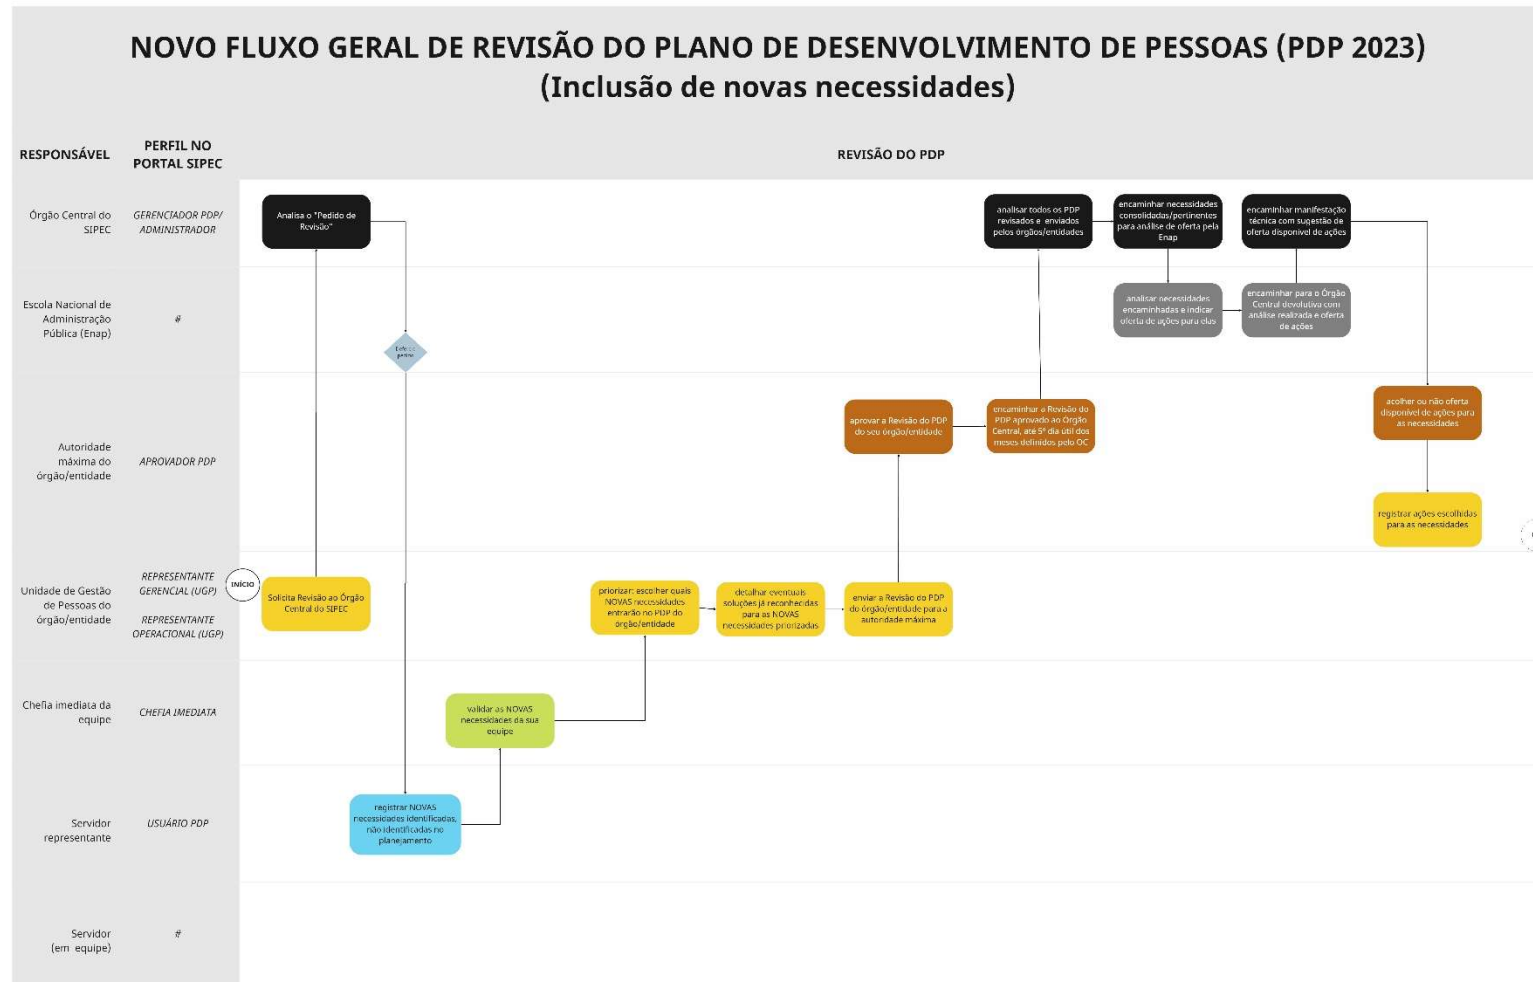 NOVO FLUXO GERAL DE REVISÃO DO PLANO DE DESENVOLVIMENTO DE PESSOAS (PDP 2023)
(Inclusão de novas necessidades)
RESPONSÁVEL
PERFIL NO
PORTAL SIPEC
REVISÃO DO PDP
Órgão Central do
SIPEC
GERENCIADOR PDP/
ADMINISTRADOR
Analisa o "Pedido de
Revisão"
analisar todos os PDP
revisados e enviados
pelos órgãos/entidades
encaminhar necessidades
consolidadas/pertinentes
para análise de oferta pela
Enap
encaminhar manifestação
técnica com sugestão de
oferta disponível de ações
Escola Nacional de
Administração
Pública (Enap)
#
analisar necessidades
encaminhadas e indicar
oferta de ações para elas
encaminhar para o Órgão
Central devolutiva com
análise realizada e oferta
de ações
Autoridade
máxima do
órgão/entidade
APROVADOR PDP
aprovar a Revisão do PDP
do seu órgão/entidade
encaminhar a Revisão do
PDP aprovado ao Órgão
Central, até 5º dia útil dos
meses definidos pelo OC
acolher ou não oferta
disponível de ações para
as necessidades
registrar ações escolhidas
para as necessidades
Unidade de Gestão
de Pessoas do
órgão/entidade
REPRESENTANTE
GERENCIAL (UGP)
REPRESENTANTE
OPERACIONAL (UGP)
INÍCIO
Solicita Revisão ao Órgão
Central do SIPEC
priorizar: escolher quais
NOVAS necessidades
entrarão no PDP do
órgão/entidade
detalhar eventuais
soluções já reconhecidas
para as NOVAS
necessidades priorizadas
enviar a Revisão do PDP
do órgão/entidade para a
autoridade máxima
Chefia imediata da
equipe
CHEFIA IMEDIATA
validar as NOVAS
necessidades da sua
equipe
Servidor
representante
USUÁRIO PDP
registrar NOVAS
necessidades identificadas,
não identificadas no
planejamento
Servidor
(em equipe)
#